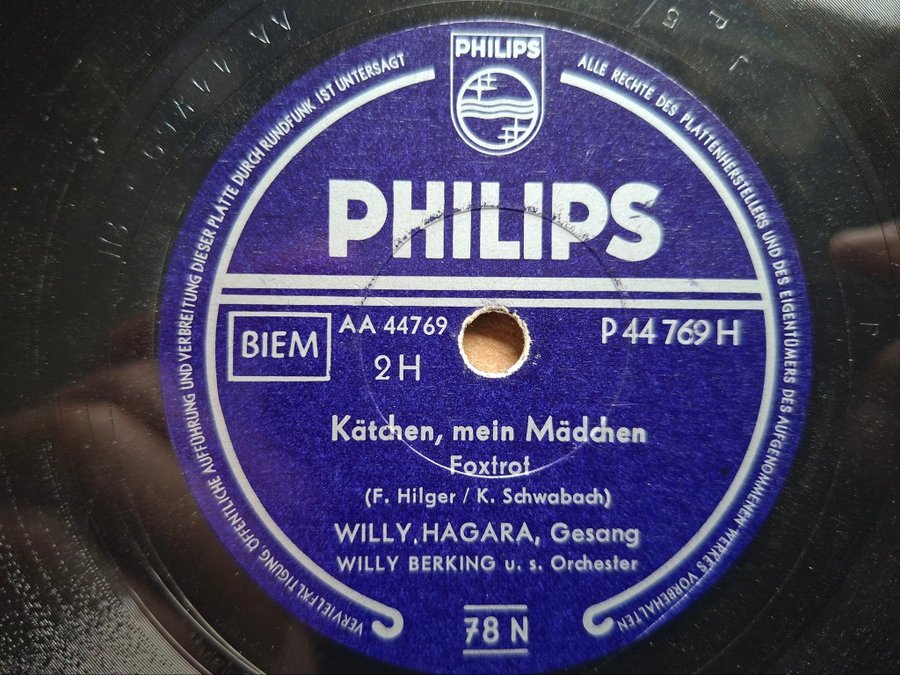 PHILIPS
ALLE RECHTE DES PLATTENHERSTELLERS UND DES EIGENTÜMERS DES AUFGENOMMENEN WERKES VORBEHALTEN
VERVIELFÄLTIGUNG, ÖFFENTLICHE AUFFÜHRUNG UND VERBREITUNG DIESER PLATTE DURCH RUNDFUNK IST UNTERSAGT
PHILIPS
BIEM
AA 44769
2H
P 44 769 H
Kätchen, mein Mädchen
Foxtrot
(F. Hilger / K. Schwabach)
WILLY HAGARA, Gesang
WILLY BERKING u. s. Orchester
78 N